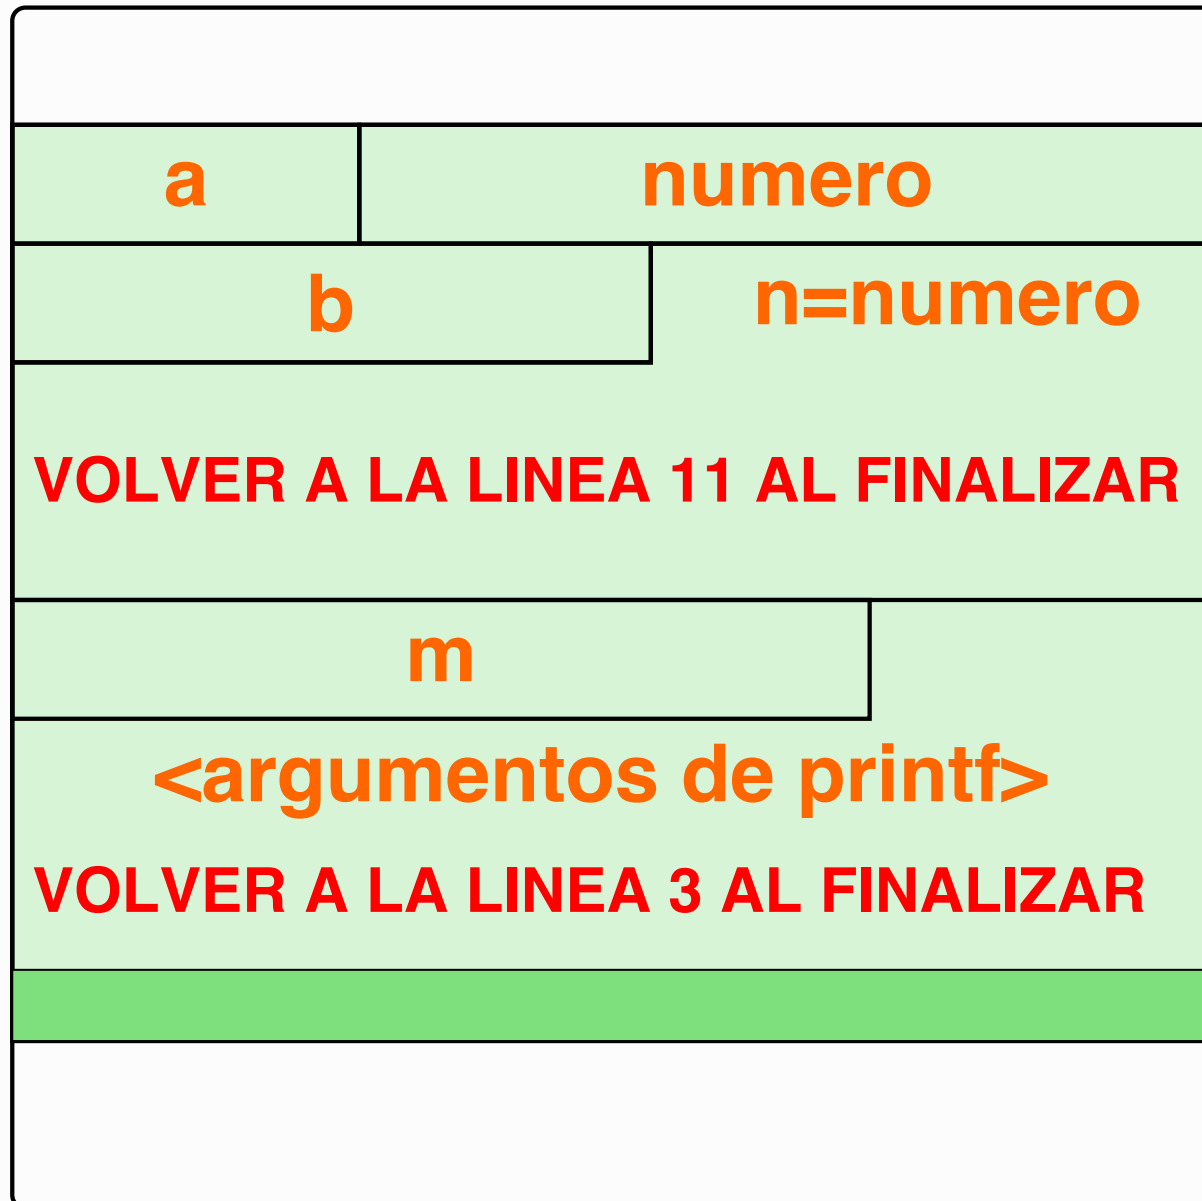 a numero
b n=numero
VOLVER A LA LINEA 11 AL FINALIZAR
m
<argumentos de printf>
VOLVER A LA LINEA 3 AL FINALIZAR